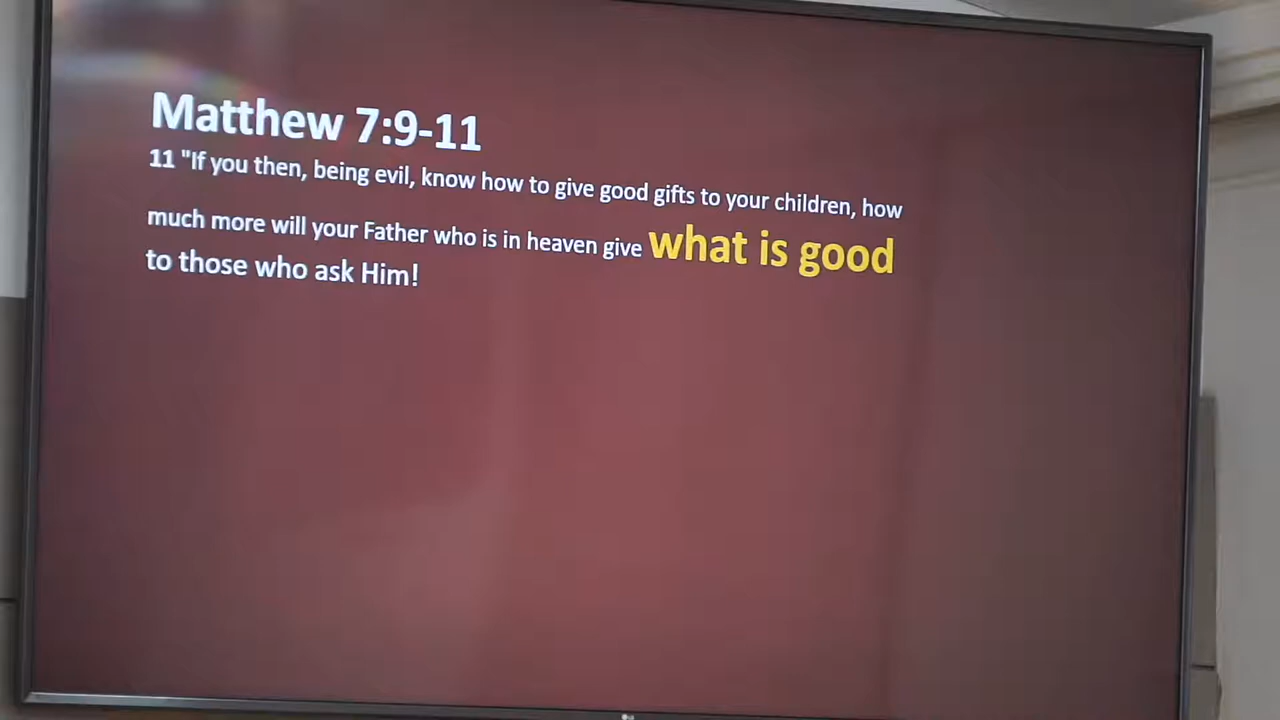 Matthew 7:9-11
11 "If you then, being evil, know how to give good gifts to your children, how
much more will your Father who is in heaven give what is good
to those who ask Him!